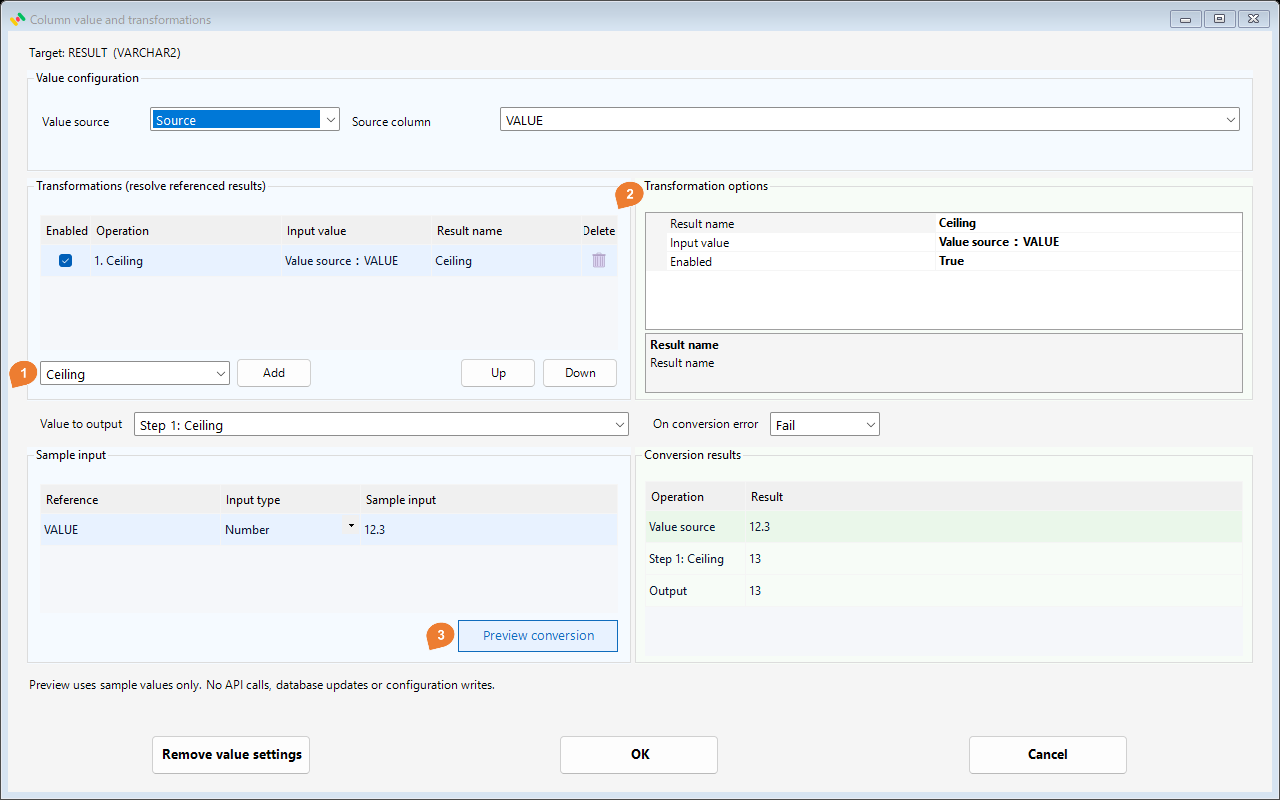 Column value and transformations
Target: RESULT (VARCHAR2)
Value configuration
Value source
Source
Source column
VALUE
Transformations (resolve referenced results)
Enabled Operation Input value Result name Delete
1. Ceiling Value source : VALUE Ceiling
1
Ceiling
Add
Up
Down
2
Transformation options
Result name Ceiling
Input value Value source : VALUE
Enabled True
Result name
Result name
Value to output
Step 1: Ceiling
On conversion error
Fail
Sample input
Reference Input type Sample input
VALUE Number 12.3
3
Preview conversion
Conversion results
Operation Result
Value source 12.3
Step 1: Ceiling 13
Output 13
Preview uses sample values only. No API calls, database updates or configuration writes.
Remove value settings
OK
Cancel